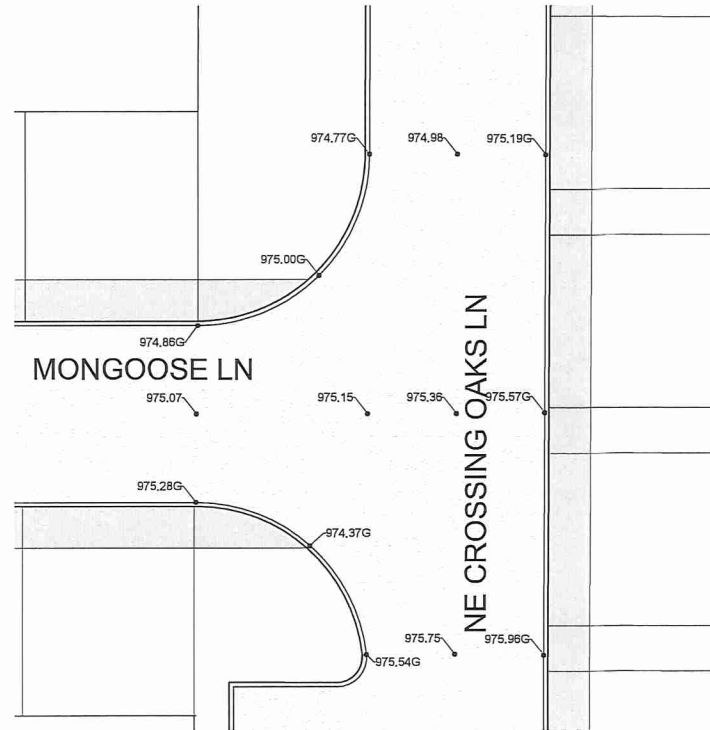 974.77G
974.98
975.19G
975.00G
974.86G
MONGOOSE LN
975.07
975.15
975.36
975.57G
NE CROSSING OAKS LN
975.28G
974.37G
975.75
975.96G
975.54G